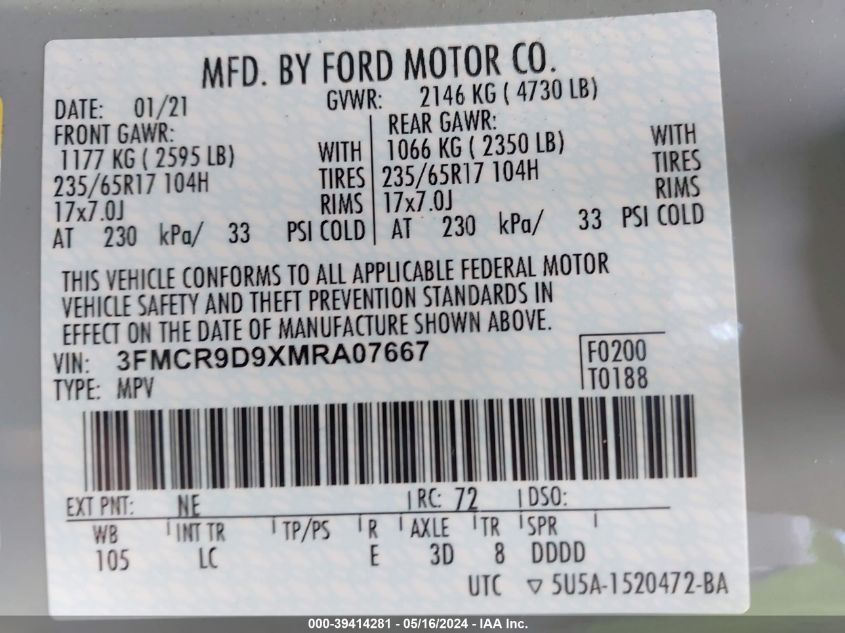 MFD. BY FORD MOTOR CO.
DATE: 01/21 GVWR: 2146 KG ( 4730 LB)
FRONT GAWR: REAR GAWR:
1177 KG ( 2595 LB) WITH 1066 KG ( 2350 LB) WITH
235/65R17 104H TIRES 235/65R17 104H TIRES
17x7.0J RIMS 17x7.0J RIMS
AT 230 kPa/ 33 PSI COLD AT 230 kPa/ 33 PSI COLD
THIS VEHICLE CONFORMS TO ALL APPLICABLE FEDERAL MOTOR
VEHICLE SAFETY AND THEFT PREVENTION STANDARDS IN
EFFECT ON THE DATE OF MANUFACTURE SHOWN ABOVE.
VIN: 3FMCR9D9XMRA07667 F0200
TYPE: MPV T0188
EXT PNT: NE RC: 72 DSO:
WB INT TR TP/PS R AXLE TR SPR
105 LC E 3D 8 DDDD
UTC ▽ 5U5A-1520472-BA
000-39414281 - 05/16/2024 - IAA Inc.